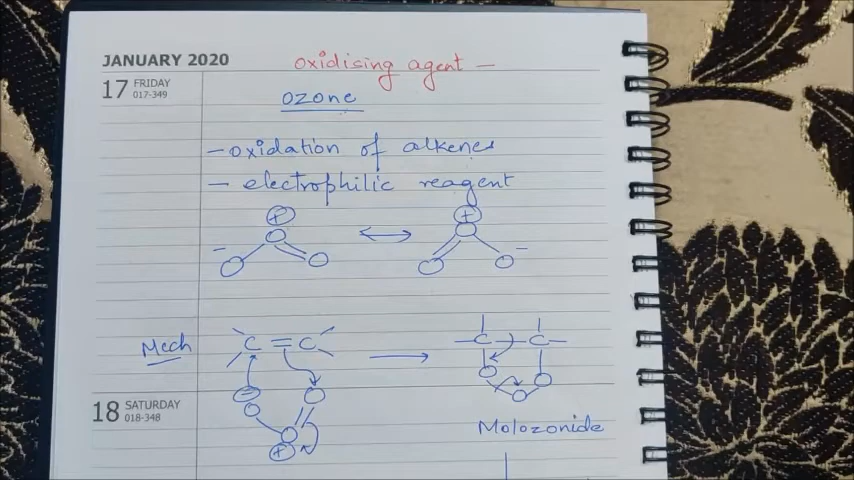 JANUARY 2020
oxidising agent —
17 FRIDAY
017-349
ozone
— oxidation of alkenes
— electrophilic reagent
⊕ ⊕
O O
− −
O O ↔ O O
Mech C = C → — C — C —
O O O O
O O
O
⊕
18 SATURDAY
018-348
Molozonide